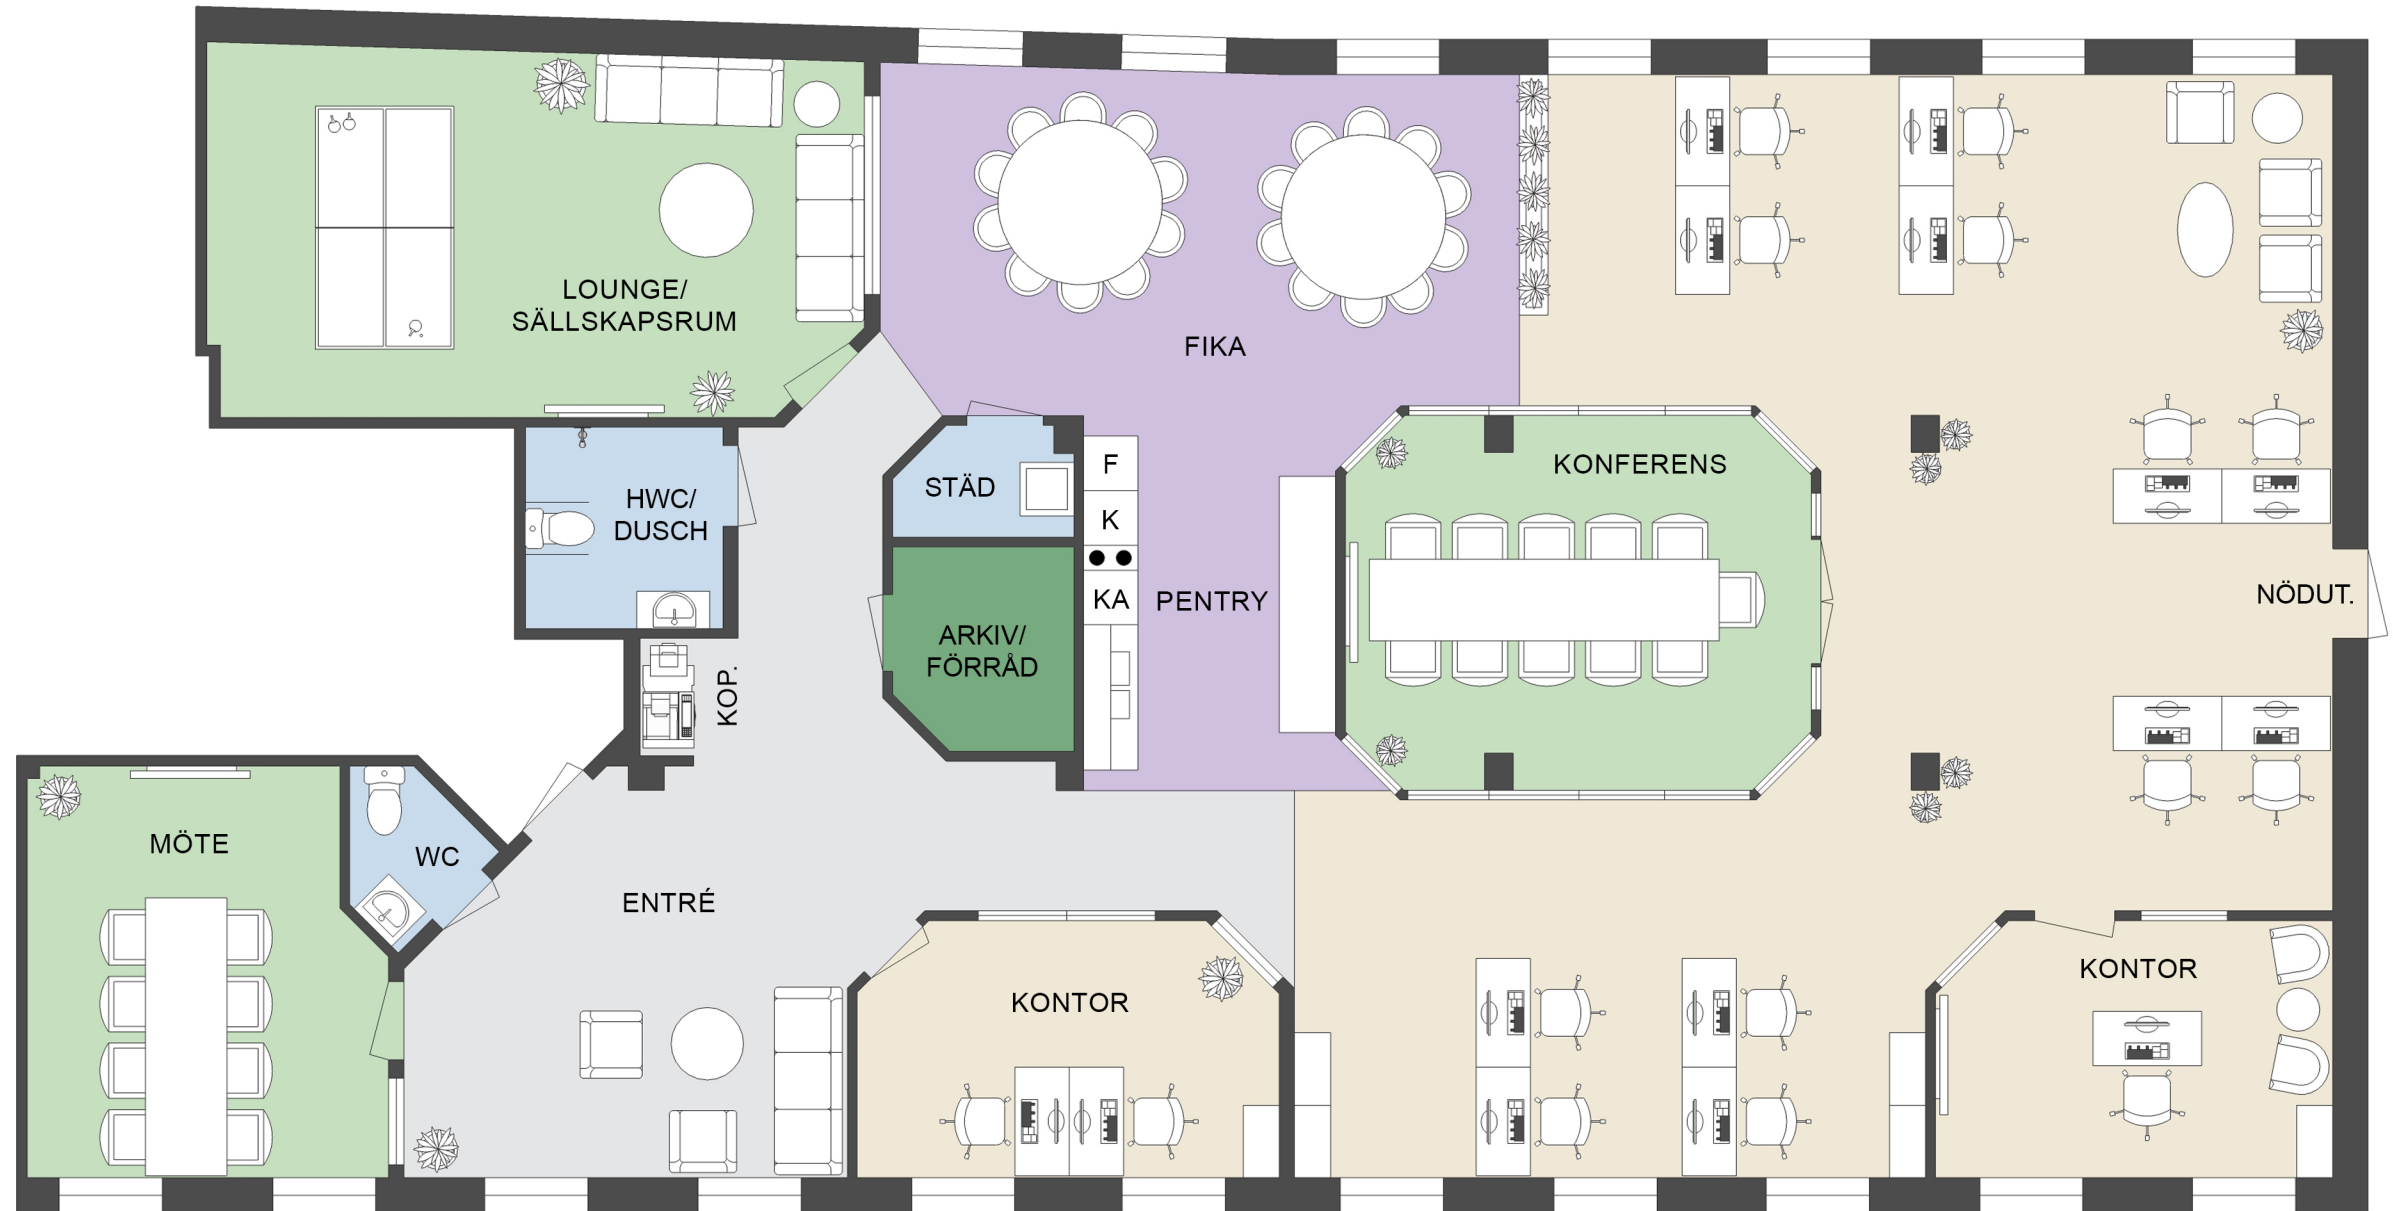 LOUNGE/
SÄLLSKAPSRUM
FIKA
HWC/
DUSCH
STÄD
F
K
KA
PENTRY
KONFERENS
NÖDUT.
ARKIV/
FÖRRÅD
KOP.
MÖTE
WC
ENTRÉ
KONTOR
KONTOR